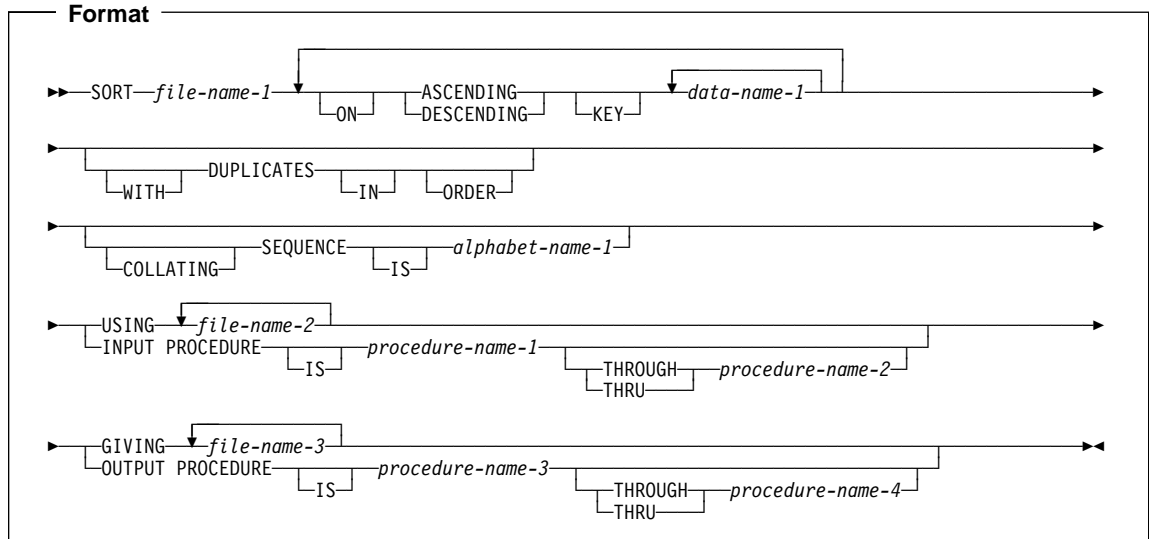 Format
SORT file-name-1 ON ASCENDING KEY data-name-1
DESCENDING
WITH DUPLICATES IN ORDER
COLLATING SEQUENCE IS alphabet-name-1
USING file-name-2
INPUT PROCEDURE IS procedure-name-1 THROUGH procedure-name-2
THRU
GIVING file-name-3
OUTPUT PROCEDURE IS procedure-name-3 THROUGH procedure-name-4
THRU